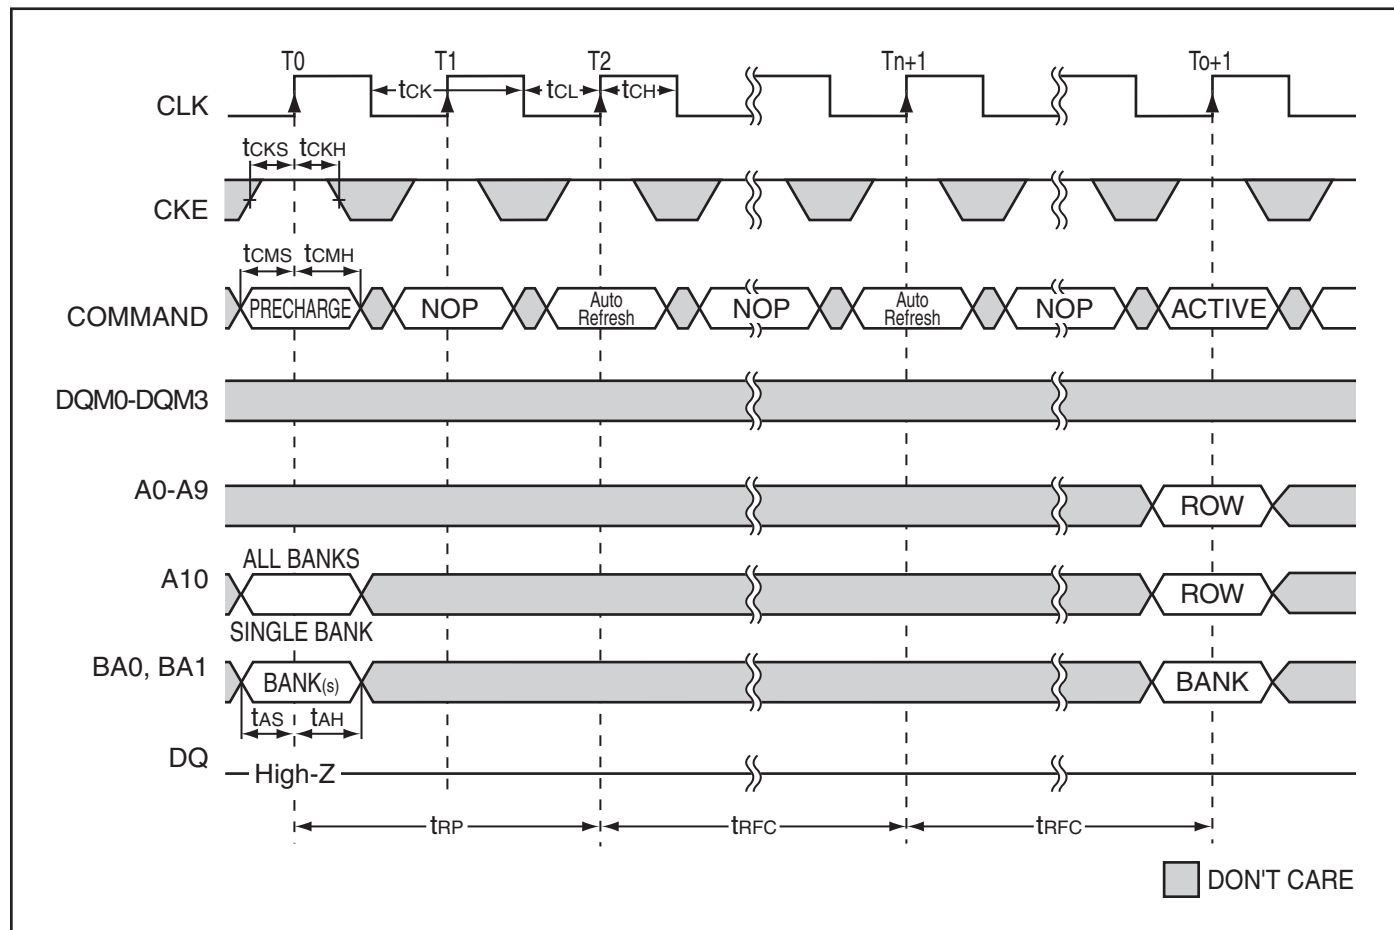 T0 T1 T2 Tn+1 To+1
CLK tCK tCL tCH
tCKS tCKH
CKE
tCMS tCMH
COMMAND PRECHARGE NOP Auto Refresh NOP Auto Refresh NOP ACTIVE
DQM0-DQM3
A0-A9 ROW
ALL BANKS
A10 ROW
SINGLE BANK
BA0, BA1 BANK(s) BANK
tAS tAH
DQ High-Z
tRP tRFC tRFC
DON'T CARE